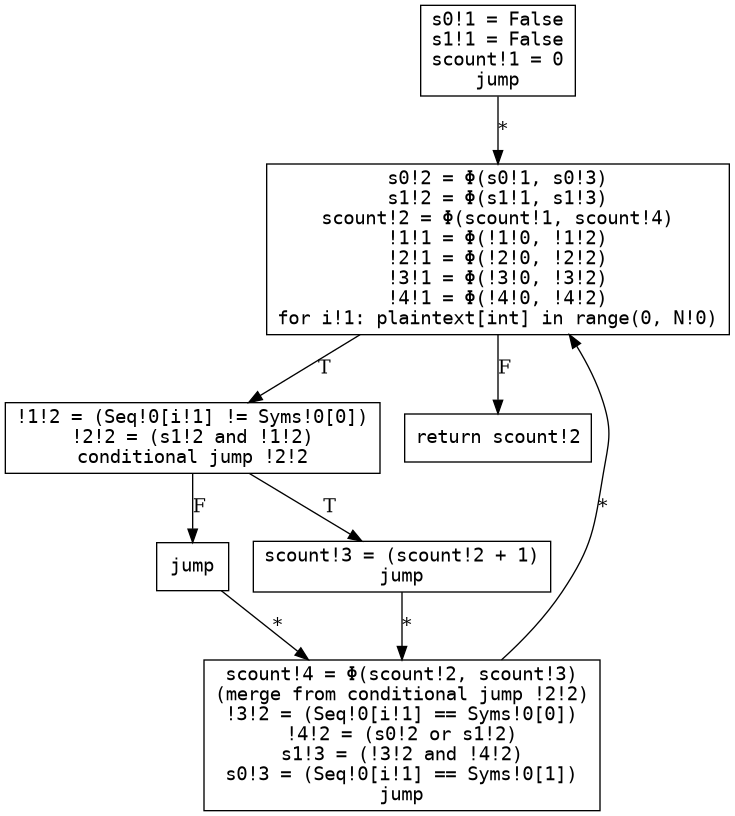 s0!1 = False
s1!1 = False
scount!1 = 0
jump
*
s0!2 = Φ(s0!1, s0!3)
s1!2 = Φ(s1!1, s1!3)
scount!2 = Φ(scount!1, scount!4)
!1!1 = Φ(!1!0, !1!2)
!2!1 = Φ(!2!0, !2!2)
!3!1 = Φ(!3!0, !3!2)
!4!1 = Φ(!4!0, !4!2)
for i!1: plaintext[int] in range(0, N!0)
T
F
!1!2 = (Seq!0[i!1] != Syms!0[0])
!2!2 = (s1!2 and !1!2)
conditional jump !2!2
return scount!2
F
T
*
jump
scount!3 = (scount!2 + 1)
jump
*
*
scount!4 = Φ(scount!2, scount!3)
(merge from conditional jump !2!2)
!3!2 = (Seq!0[i!1] == Syms!0[0])
!4!2 = (s0!2 or s1!2)
s1!3 = (!3!2 and !4!2)
s0!3 = (Seq!0[i!1] == Syms!0[1])
jump